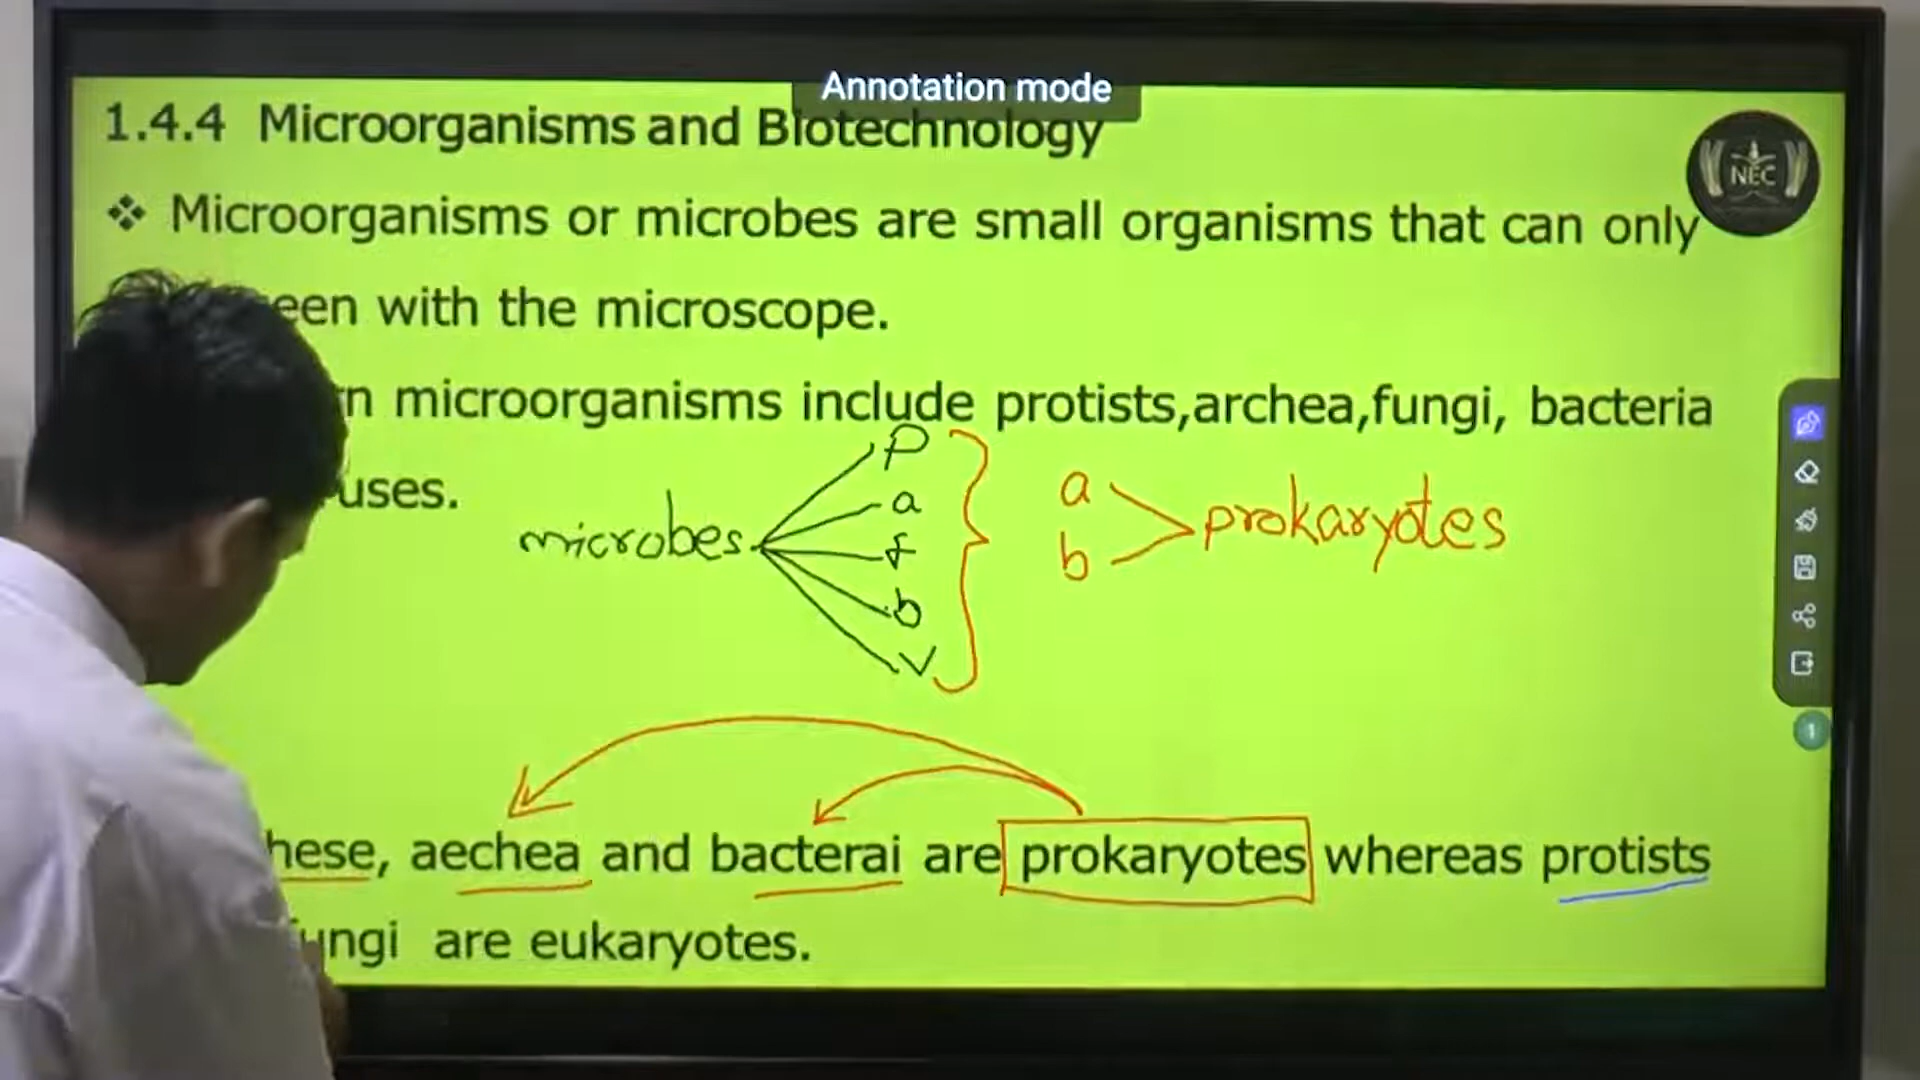 Annotation mode
1.4.4 Microorganisms and Biotechnology
NEC
❖ Microorganisms or microbes are small organisms that can only
een with the microscope.
n microorganisms include protists,archea,fungi, bacteria
uses.
microbes
p
a
f
b
v
a
b
prokaryotes
hese, aechea and bacterai are prokaryotes whereas protists
ungi are eukaryotes.
1